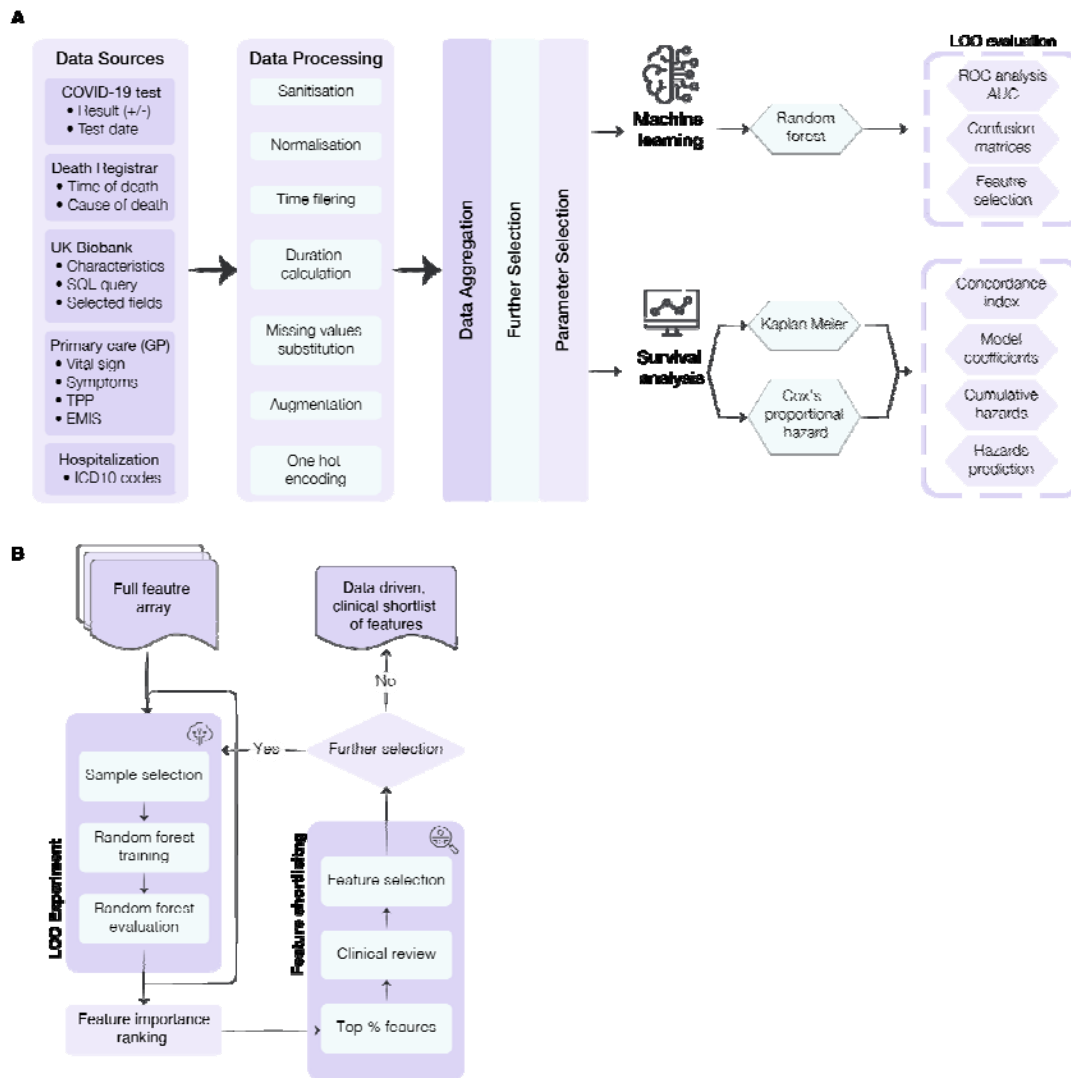 A
Data Sources
COVID-19 test
• Result (+/-)
• Test date
Death Registrar
• Time of death
• Cause of death
UK Biobank
• Characteristics
• SQL query
• Selected fields
Primary care (GP)
• Vital sign
• Symptoms
• TPP
• EMIS
Hospitalization
• ICD10 codes
Data Processing
Sanitisation
Normalisation
Time filering
Duration
calculation
Missing values
substitution
Augmentation
One hot
encoding
Data Aggregation
Further Selection
Parameter Selection
Machine
learning
Random
forest
LOO evaluation
ROC analysis
AUC
Confusion
matrices
Feautre
selection
Survival
analysis
Kaplan Meier
Cox's
proportional
hazard
Concordance
index
Model
coefficients
Cumulative
hazards
Hazards
prediction
B
Full feautre
array
Data driven,
clinical shortlist
of features
No
Yes
Further selection
LOO Experiment
Sample selection
Random forest
training
Random forest
evaluation
Feature importance
ranking
Feature shortlisitng
Feature selection
Clinical review
Top % feaures